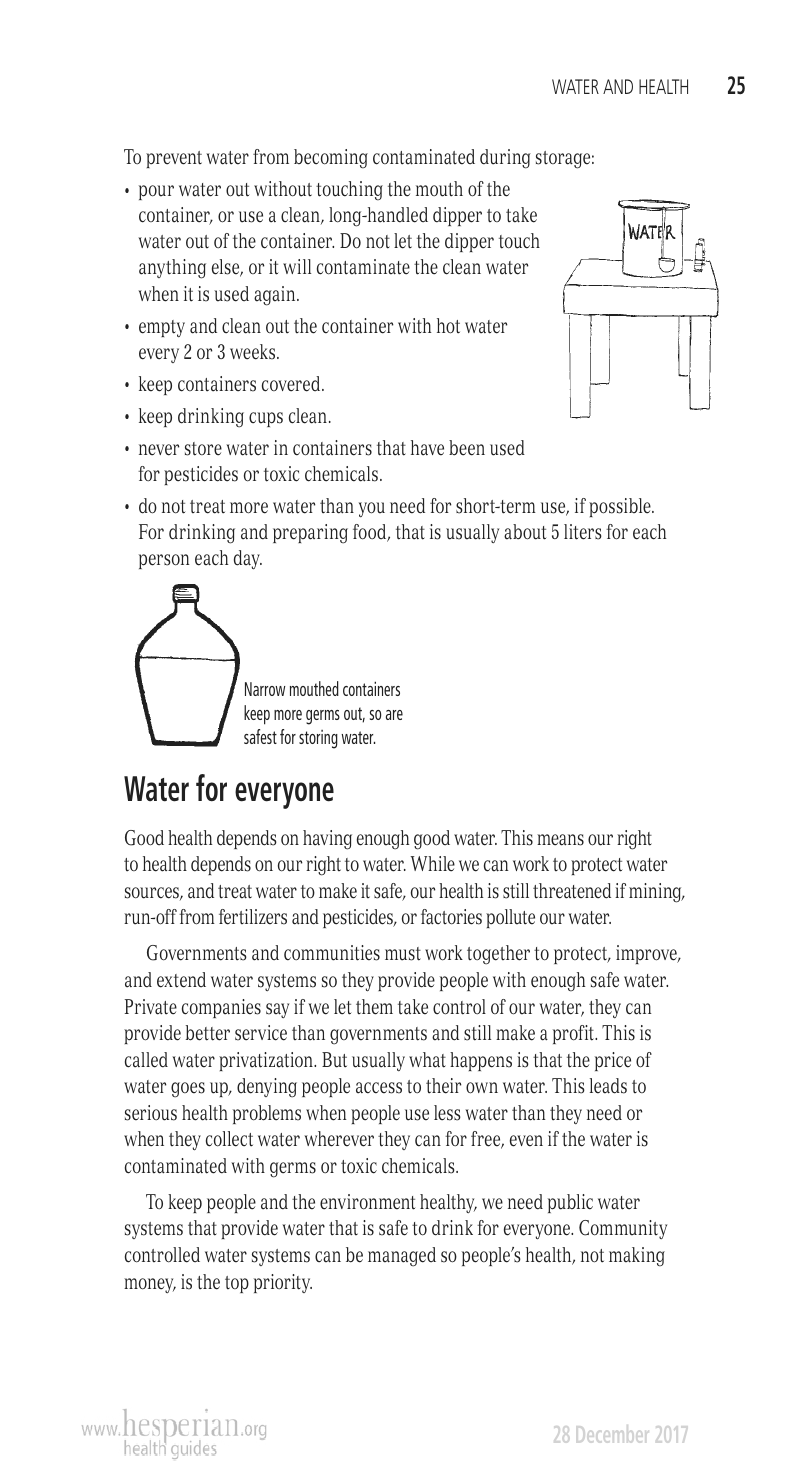 WATER AND HEALTH 25
To prevent water from becoming contaminated during storage:
• pour water out without touching the mouth of the
container, or use a clean, long-handled dipper to take
water out of the container. Do not let the dipper touch
anything else, or it will contaminate the clean water
when it is used again.
WATER
• empty and clean out the container with hot water
every 2 or 3 weeks.
• keep containers covered.
• keep drinking cups clean.
• never store water in containers that have been used
for pesticides or toxic chemicals.
• do not treat more water than you need for short-term use, if possible.
For drinking and preparing food, that is usually about 5 liters for each
person each day.
Narrow mouthed containers
keep more germs out, so are
safest for storing water.
Water for everyone
Good health depends on having enough good water. This means our right
to health depends on our right to water. While we can work to protect water
sources, and treat water to make it safe, our health is still threatened if mining,
run-off from fertilizers and pesticides, or factories pollute our water.
Governments and communities must work together to protect, improve,
and extend water systems so they provide people with enough safe water.
Private companies say if we let them take control of our water, they can
provide better service than governments and still make a profit. This is
called water privatization. But usually what happens is that the price of
water goes up, denying people access to their own water. This leads to
serious health problems when people use less water than they need or
when they collect water wherever they can for free, even if the water is
contaminated with germs or toxic chemicals.
To keep people and the environment healthy, we need public water
systems that provide water that is safe to drink for everyone. Community
controlled water systems can be managed so people’s health, not making
money, is the top priority.
www.hesperian.org
health guides
28 December 2017